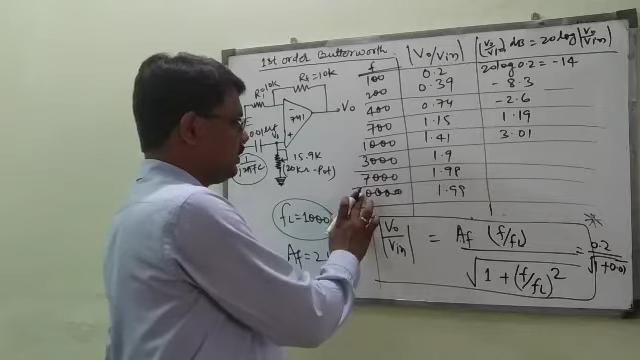 1st order Butterworth
R1=10K
Rf=10K
741
Vo
0.01μf
15.9K
(20KΩ-Pot)
1/jωfc
fL=1000
Af=2
f |Vo/Vin| |Vo/Vin| dB = 20 log |Vo/Vin|
100 0.2 20log 0.2 = -14
200 0.39 -8.3
400 0.74 -2.6
700 1.15 1.19
1000 1.41 3.01
3000 1.9
7000 1.98
10000 1.99
|Vo/Vin| = Af (f/fL) / √1 + (f/fL)² = 0.2/√1+0.01